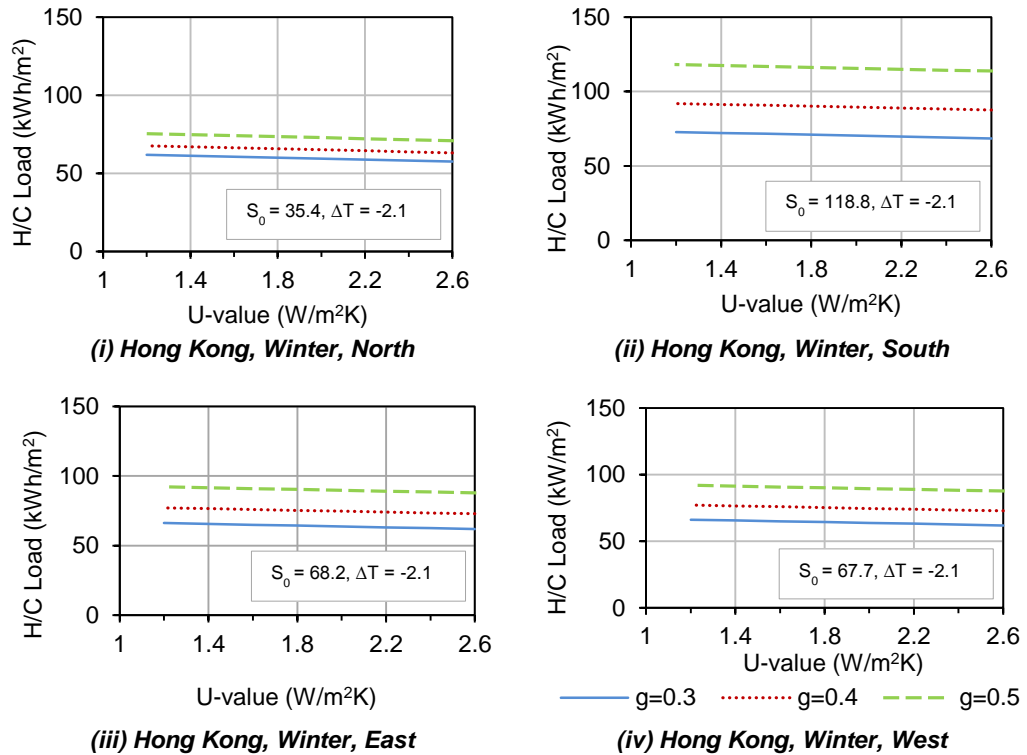 H/C Load (kWh/m²)
150
100
50
0
S₀ = 35.4, ΔT = -2.1
1 1.4 1.8 2.2 2.6
U-value (W/m²K)
(i) Hong Kong, Winter, North
H/C Load (kWh/m²)
150
100
50
0
S₀ = 118.8, ΔT = -2.1
1 1.4 1.8 2.2 2.6
U-value (W/m²K)
(ii) Hong Kong, Winter, South
H/C Load (kWh/m²)
150
100
50
0
S₀ = 68.2, ΔT = -2.1
1 1.4 1.8 2.2 2.6
U-value (W/m²K)
(iii) Hong Kong, Winter, East
H/C Load (kW/m²)
150
100
50
0
S₀ = 67.7, ΔT = -2.1
1 1.4 1.8 2.2 2.6
U-value (W/m²K)
g=0.3 g=0.4 g=0.5
(iv) Hong Kong, Winter, West